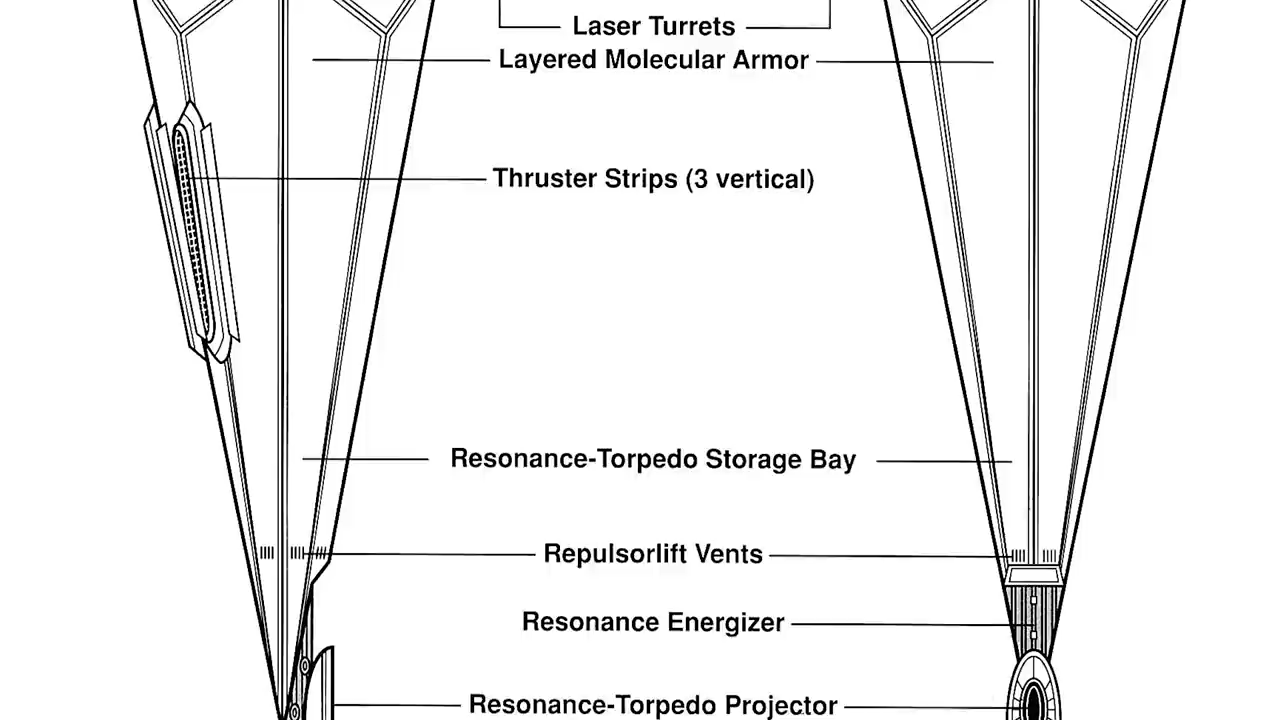 Laser Turrets
Layered Molecular Armor
Thruster Strips (3 vertical)
Resonance-Torpedo Storage Bay
Repulsorlift Vents
Resonance Energizer
Resonance-Torpedo Projector